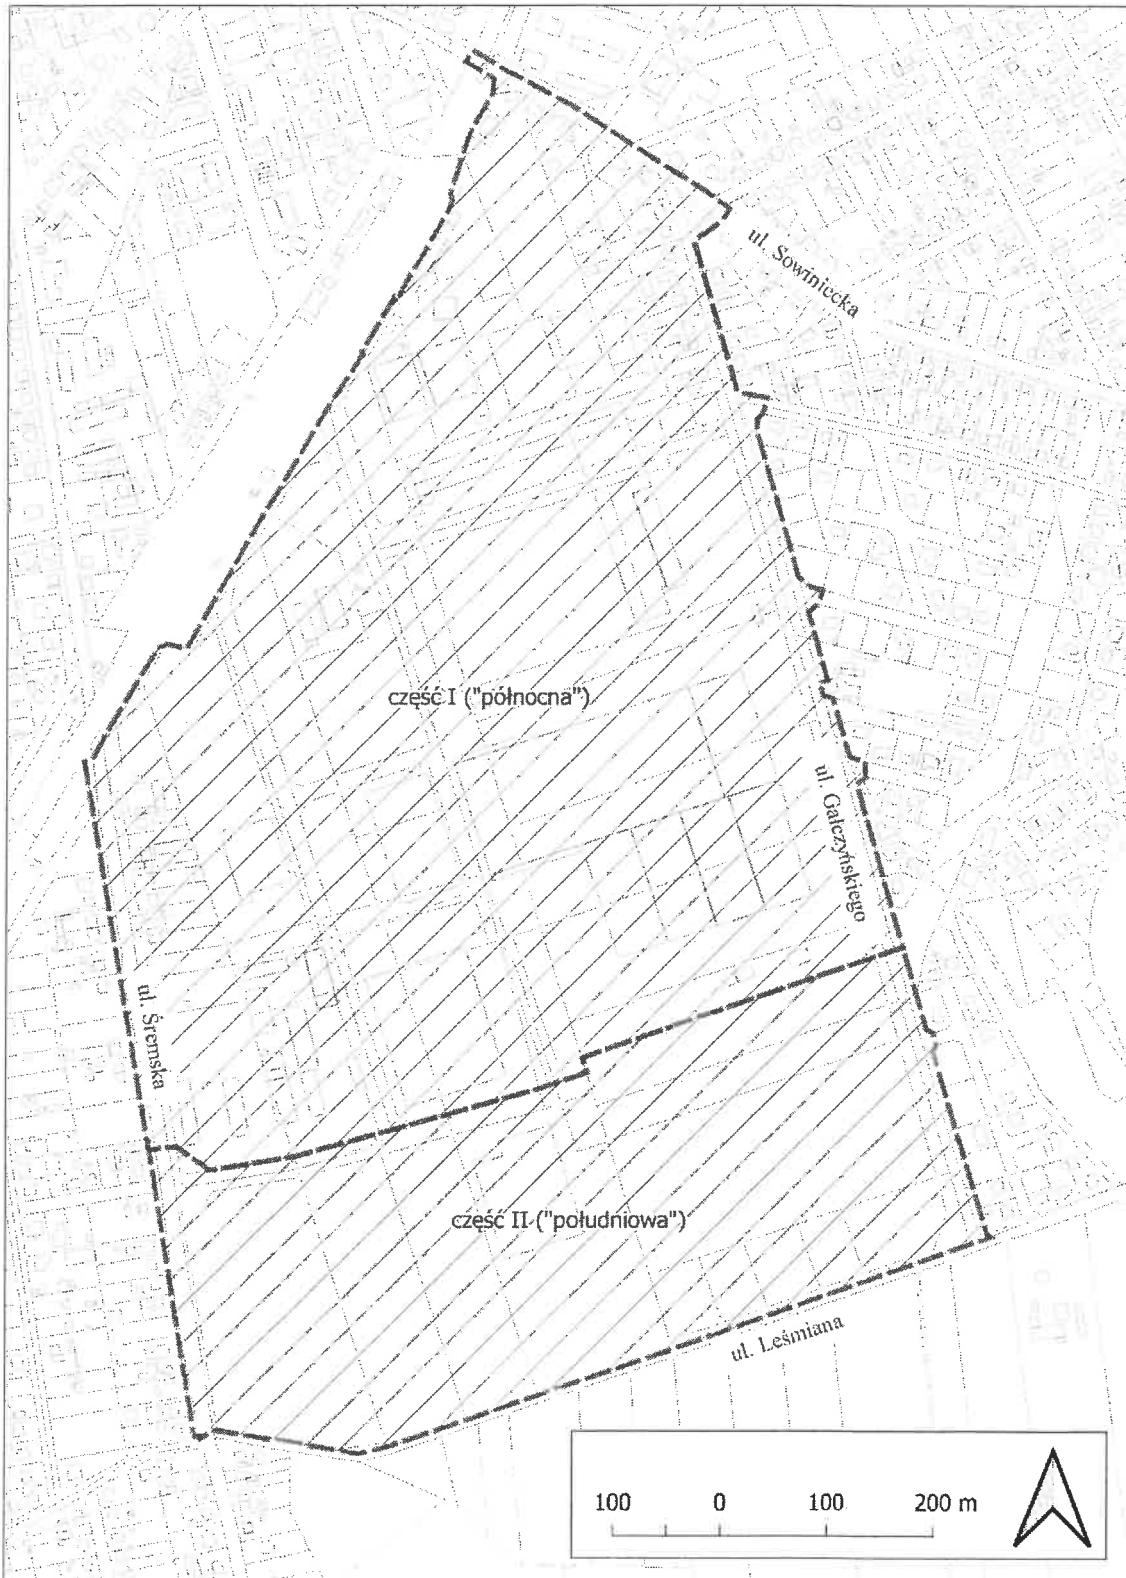 ul. Sowiniecka
część I ("północna")
ul. Gałczyńskiego
ul. Śremska
część II ("południowa")
ul. Leśmiana
100 0 100 200 m